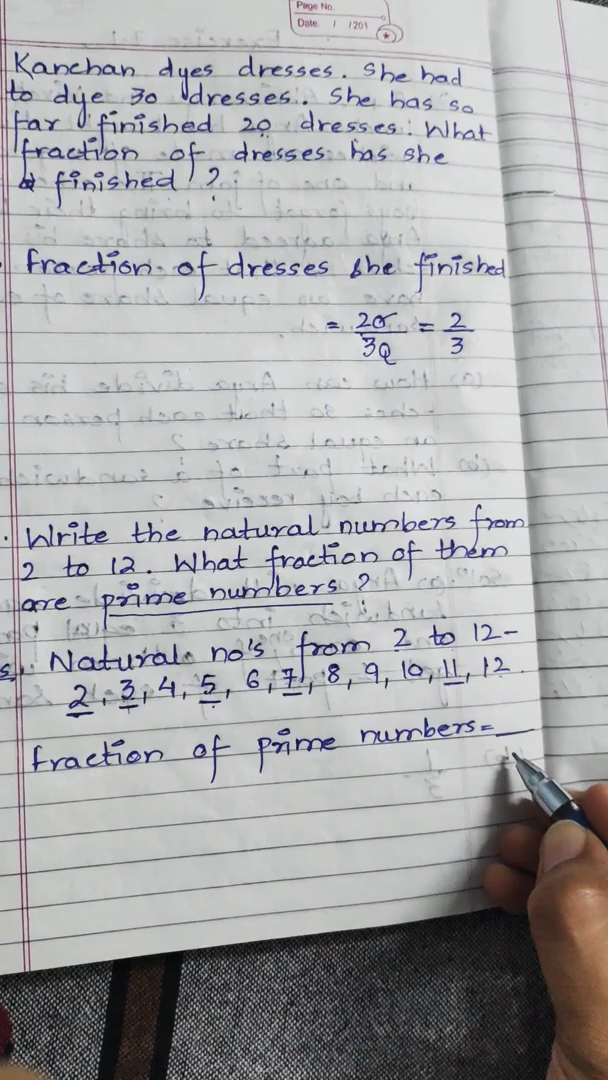 Page No.
Date. / /201
Kanchan dyes dresses. She had
to dye 30 dresses. She has so
far finished 20 dresses. What
fraction of dresses has she
finished ?
fraction of dresses she finished
= 20/30 = 2/3
Write the natural numbers from
2 to 12. What fraction of them
are prime numbers ?
Natural no's from 2 to 12-
2, 3, 4, 5, 6, 7, 8, 9, 10, 11, 12
fraction of prime numbers=